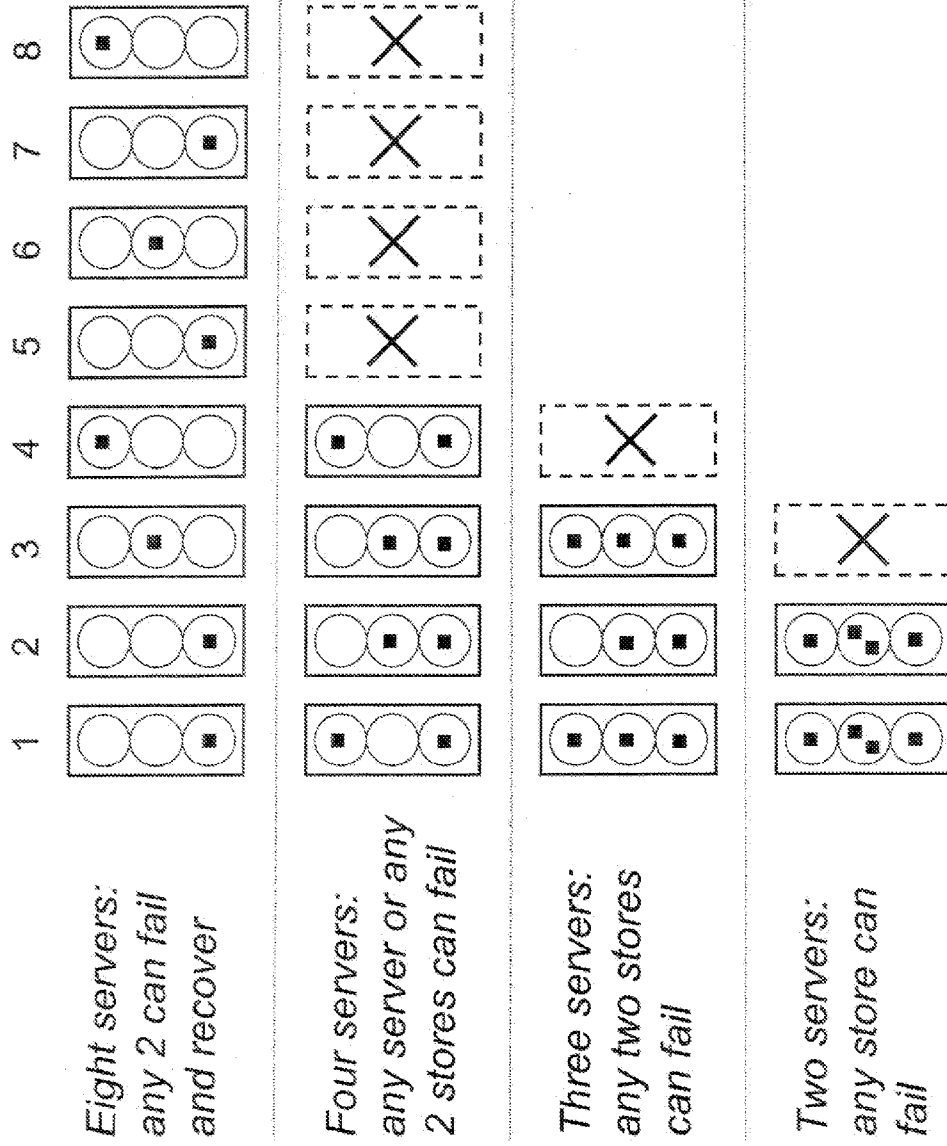 1 2 3 4 5 6 7 8
Eight servers:
any 2 can fail
and recover
Four servers:
any server or any
2 stores can fail
Three servers:
any two stores
can fail
Two servers:
any store can
fail